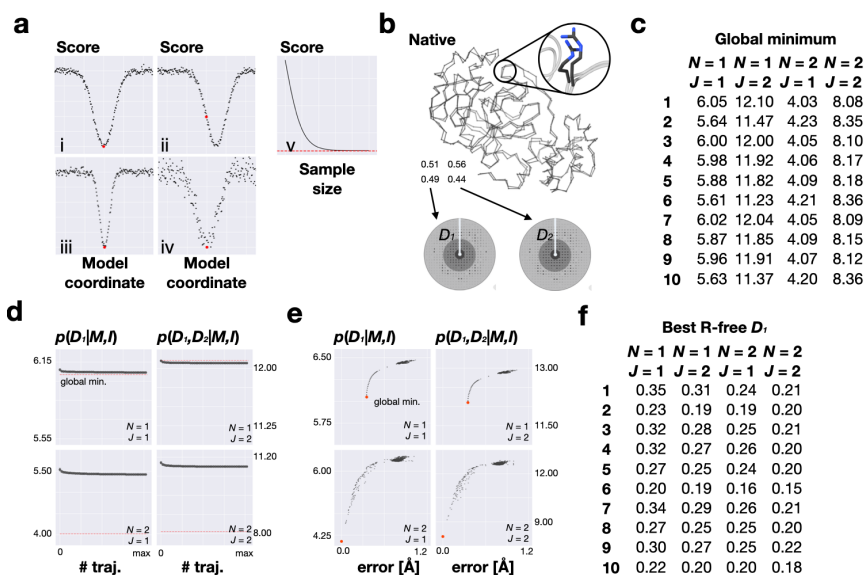 a
Score
Score
Score
i
ii
iii
iv
v
Sample
size
Model
coordinate
Model
coordinate
b
Native
0.51 0.56
0.49 0.44
D₁
D₂
c
Global minimum
N = 1 N = 1 N = 2 N = 2
J = 1 J = 2 J = 1 J = 2
1 6.05 12.10 4.03 8.08
2 5.64 11.47 4.23 8.35
3 6.00 12.00 4.05 8.10
4 5.98 11.92 4.06 8.17
5 5.88 11.82 4.09 8.18
6 5.61 11.23 4.21 8.36
7 6.02 12.04 4.05 8.09
8 5.87 11.85 4.09 8.15
9 5.96 11.91 4.07 8.12
10 5.63 11.37 4.20 8.36
d
p(D₁|M,I)
p(D₁,D₂|M,I)
6.15
global min.
5.55
N = 1
J = 1
12.00
11.25
N = 1
J = 2
5.50
4.00
N = 2
J = 1
11.20
8.00
N = 2
J = 2
0 max
0 max
# traj.
# traj.
e
p(D₁|M,I)
p(D₁,D₂|M,I)
6.50
global min.
5.75
N = 1
J = 1
13.00
11.50
N = 1
J = 2
6.00
4.25
N = 2
J = 1
12.00
9.00
N = 2
J = 2
0.0 1.2
0.0 1.2
error [Å]
error [Å]
f
Best R-free D₁
N = 1 N = 1 N = 2 N = 2
J = 1 J = 2 J = 1 J = 2
1 0.35 0.31 0.24 0.21
2 0.23 0.19 0.19 0.20
3 0.32 0.28 0.25 0.21
4 0.32 0.27 0.26 0.20
5 0.27 0.25 0.24 0.20
6 0.20 0.19 0.16 0.15
7 0.34 0.29 0.26 0.21
8 0.27 0.25 0.25 0.20
9 0.30 0.27 0.25 0.22
10 0.22 0.20 0.20 0.18